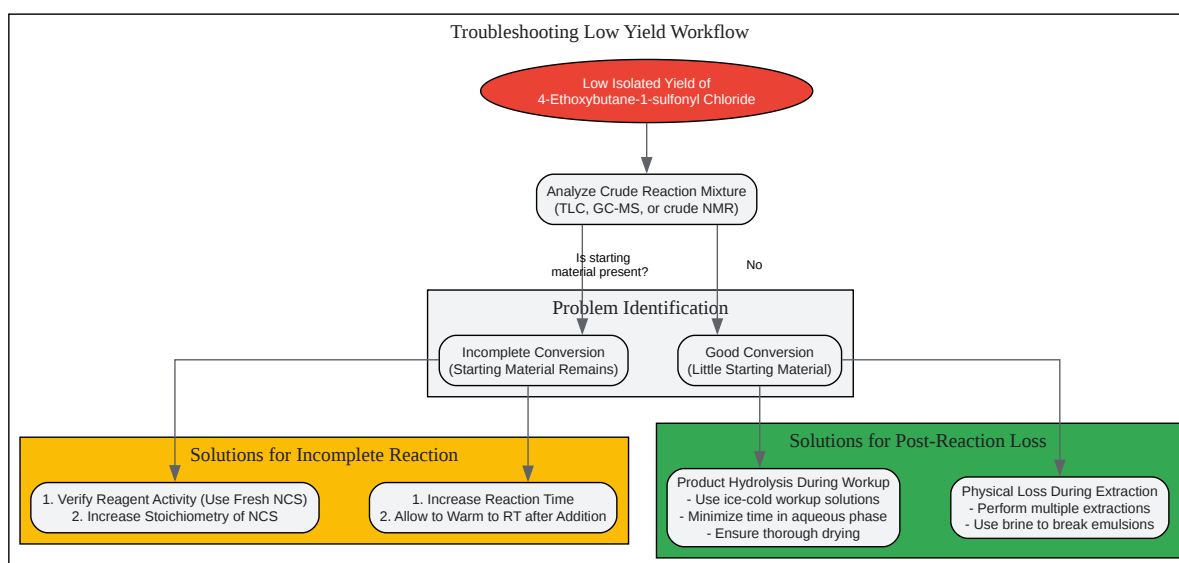 Troubleshooting Low Yield Workflow
Low Isolated Yield of
4-Ethoxybutane-1-sulfonyl Chloride
Analyze Crude Reaction Mixture
(TLC, GC-MS, or crude NMR)
Is starting
material present?
No
Problem Identification
Incomplete Conversion
(Starting Material Remains)
Good Conversion
(Little Starting Material)
Solutions for Incomplete Reaction
1. Verify Reagent Activity (Use Fresh NCS)
2. Increase Stoichiometry of NCS
1. Increase Reaction Time
2. Allow to Warm to RT after Addition
Solutions for Post-Reaction Loss
Product Hydrolysis During Workup
- Use ice-cold workup solutions
- Minimize time in aqueous phase
- Ensure thorough drying
Physical Loss During Extraction
- Perform multiple extractions
- Use brine to break emulsions